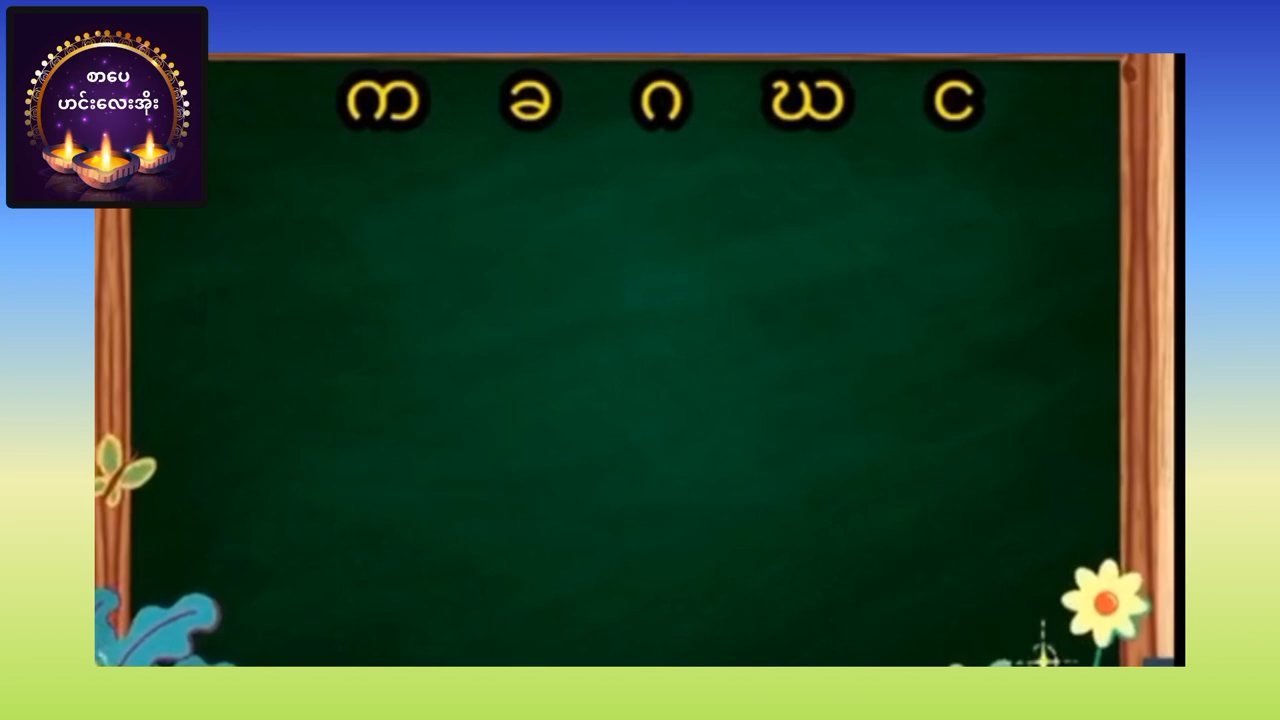 စာပေ
ဟင်းလေးအိုး
က ခ ဂ ဃ င